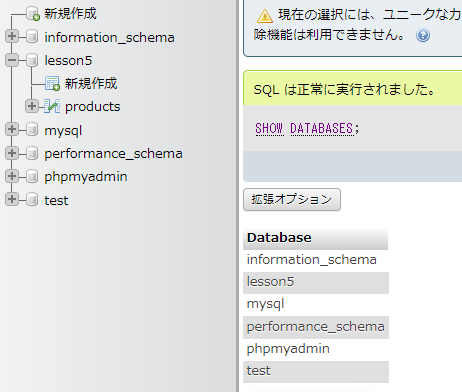 新規作成
information_schema
lesson5
新規作成
products
mysql
performance_schema
phpmyadmin
test
現在の選択には、ユニークなカ
除機能は利用できません。
SQL は正常に実行されました。
SHOW DATABASES;
拡張オプション
Database
information_schema
lesson5
mysql
performance_schema
phpmyadmin
test